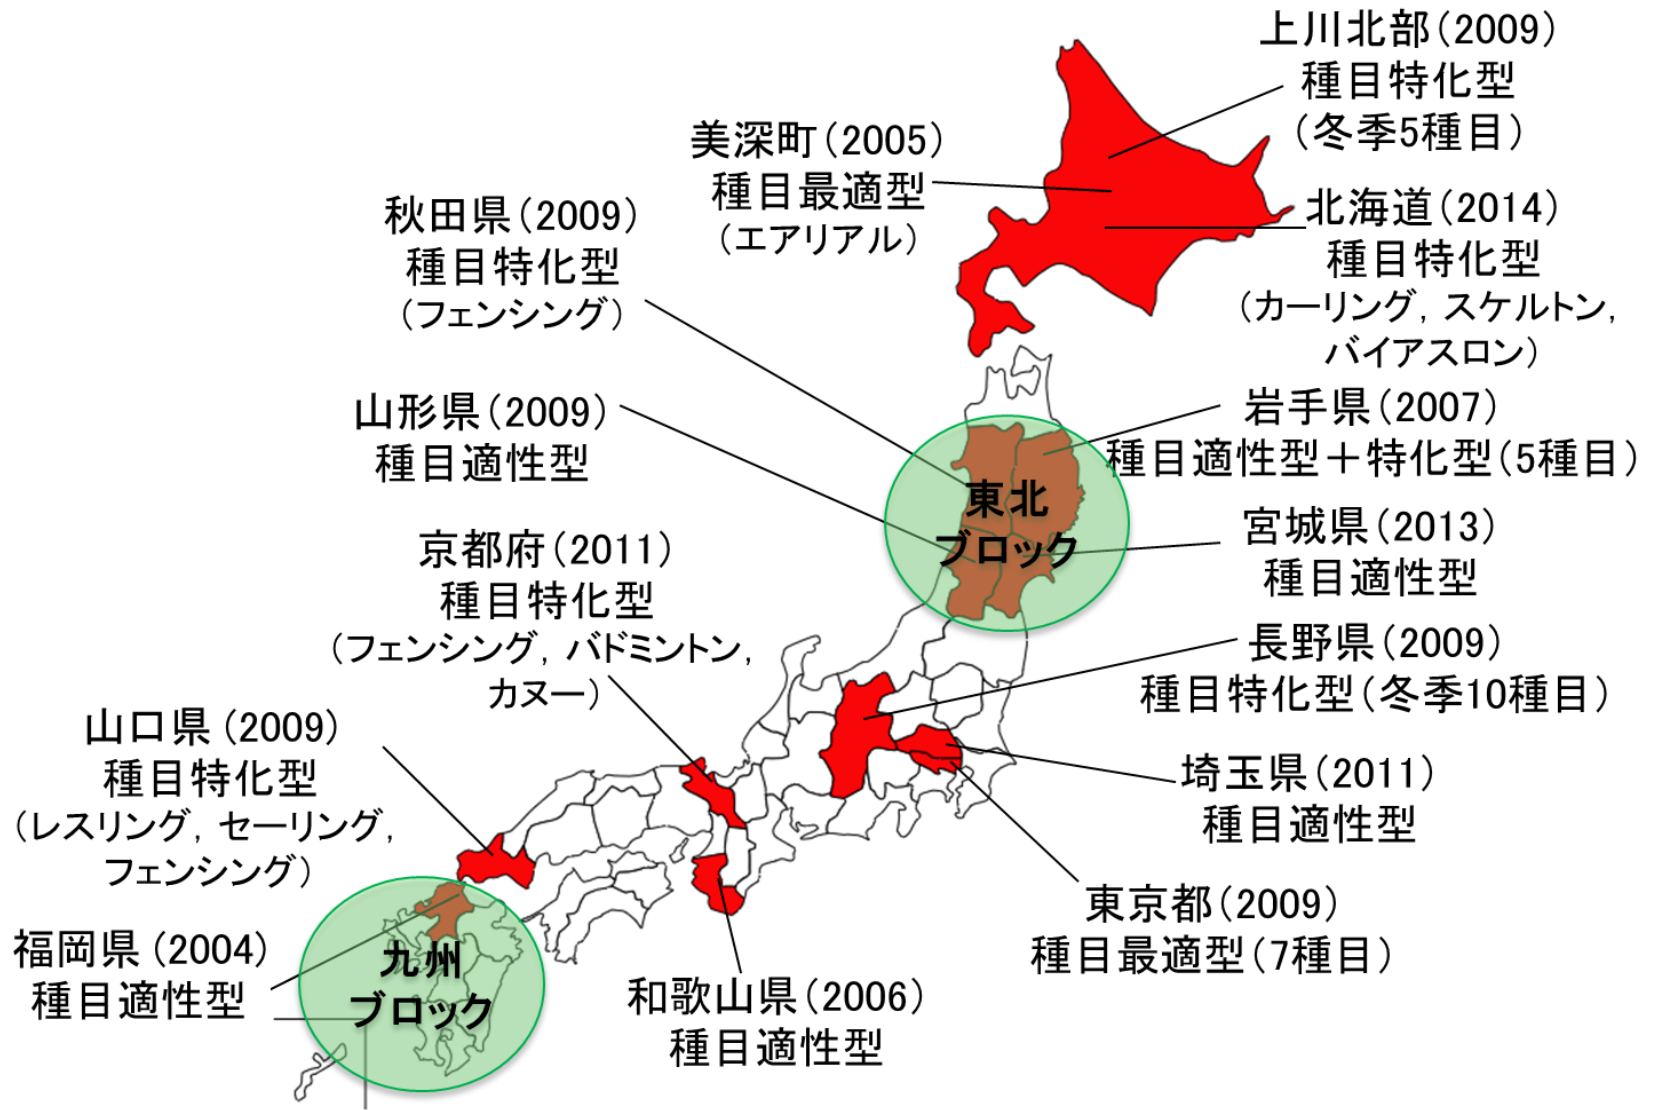 上川北部(2009)
種目特化型
(冬季5種目)
美深町(2005)
種目最適型
(エアリアル)
北海道(2014)
種目特化型
(カーリング, スケルトン,
バイアスロン)
秋田県(2009)
種目特化型
(フェンシング)
山形県(2009)
種目適性型
岩手県(2007)
種目適性型＋特化型(5種目)
東北
ブロック
宮城県(2013)
種目適性型
京都府(2011)
種目特化型
(フェンシング, バドミントン,
カヌー)
長野県(2009)
種目特化型(冬季10種目)
山口県(2009)
種目特化型
(レスリング, セーリング,
フェンシング)
埼玉県(2011)
種目適性型
東京都(2009)
種目最適型(7種目)
福岡県(2004)
種目適性型
九州
ブロック
和歌山県(2006)
種目適性型